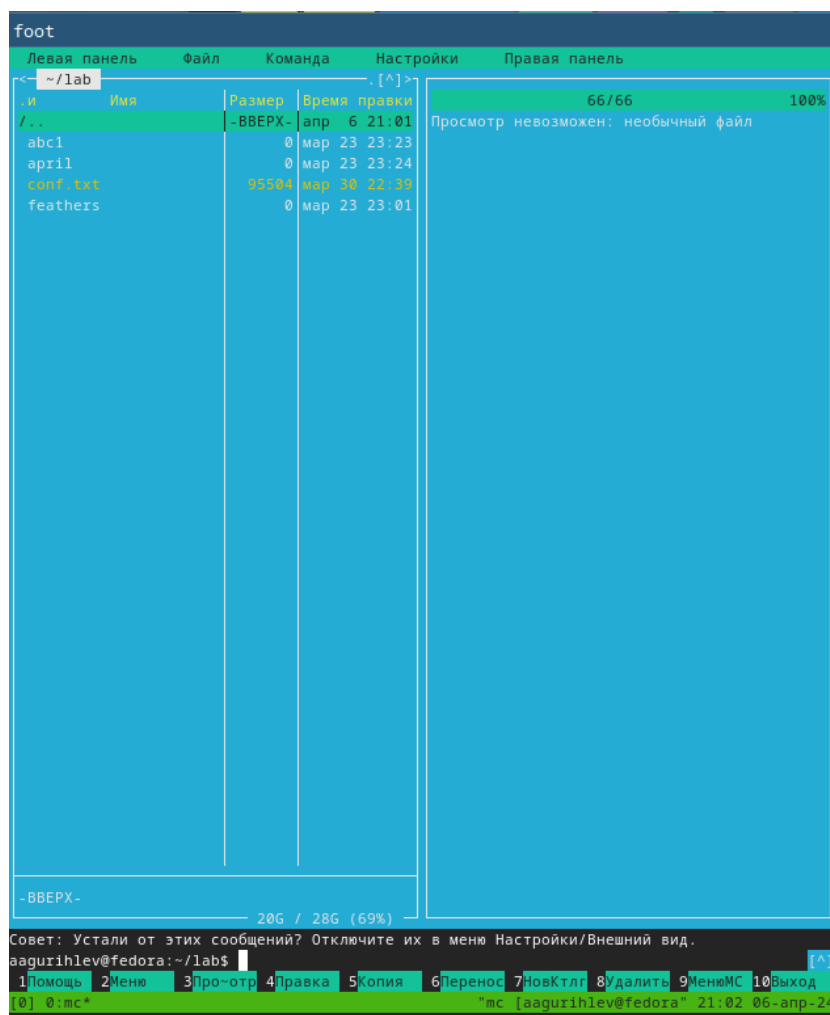 foot
Левая панель Файл Команда Настройки Правая панель
<— ~/lab .[^]>
.и Имя Размер Время правки 66/66 100%
/.. -ВВЕРХ- апр 6 21:01 Просмотр невозможен: необычный файл
abc1 0 мар 23 23:23
april 0 мар 23 23:24
conf.txt 95504 мар 30 22:39
feathers 0 мар 23 23:01
-ВВЕРХ-
20G / 28G (69%)
Совет: Устали от этих сообщений? Отключите их в меню Настройки/Внешний вид.
aagurihlev@fedora:~/lab$ [^]
1Помощь 2Меню 3Про~отр 4Правка 5Копия 6Перенос 7НовКтлг 8Удалить 9МенюМС 10Выход
[0] 0:mc* "mc [aagurihlev@fedora" 21:02 06-апр-24